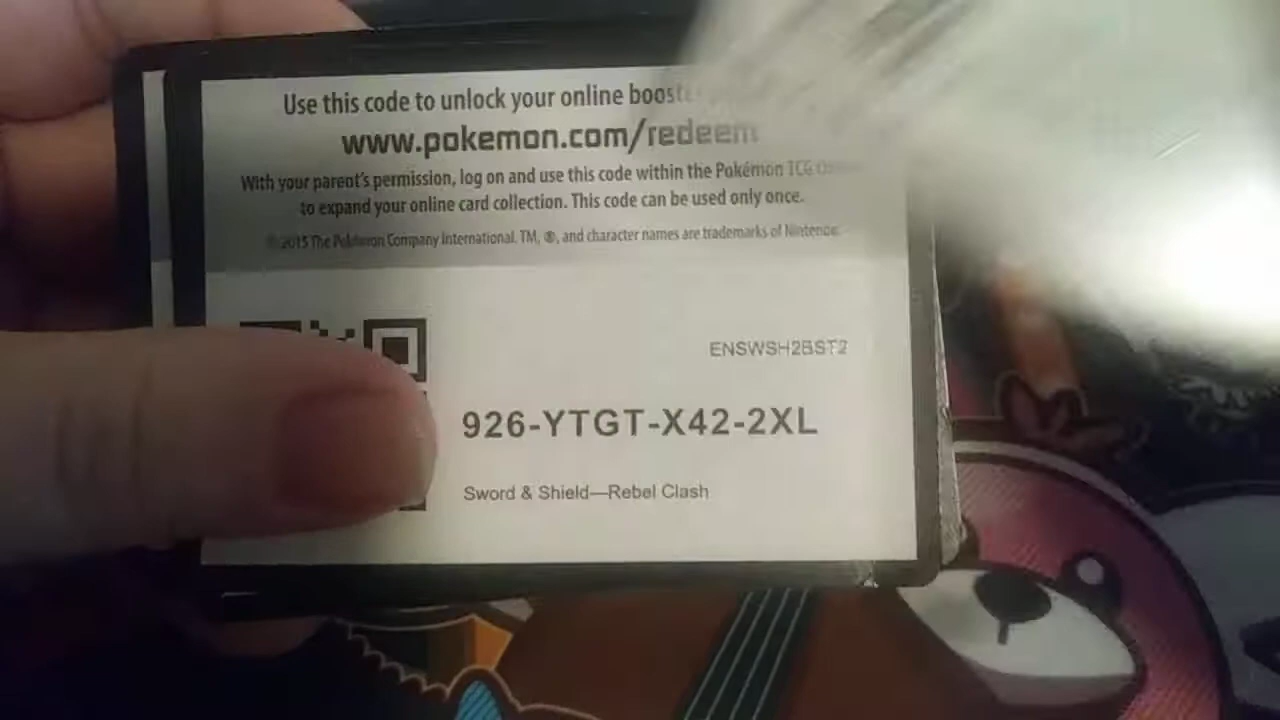 Use this code to unlock your online
www.pokemon.com/redeem
With your parent's permission, log on and use this code within the Pokémon TCG
to expand your online card collection. This code can be used only once.
© 2015 The Pokémon Company International. TM, ®, and character names are trademarks of Nintendo.
ENSWSH2BST2
926-YTGT-X42-2XL
Sword & Shield—Rebel Clash